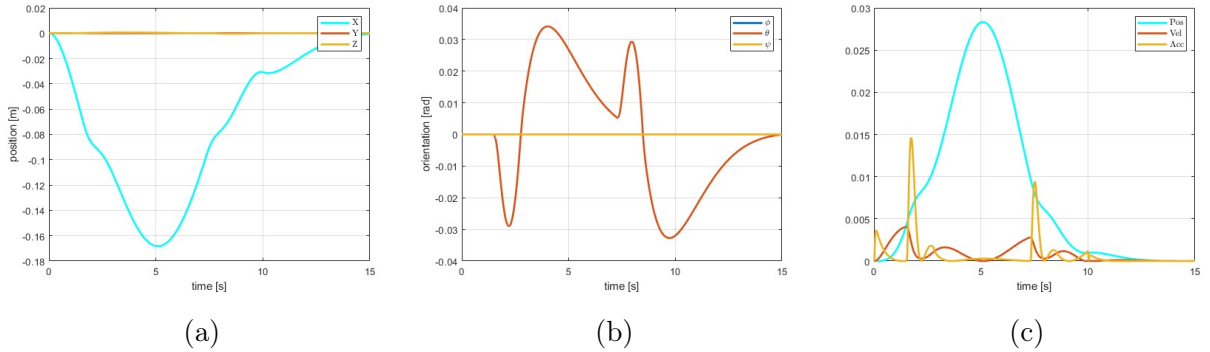 0
-0.02
-0.04
-0.06
-0.08
-0.1
-0.12
-0.14
-0.16
-0.18
position [m]
0 5 10 15
time [s]
X
Y
Z
(a)
0.04
0.03
0.02
0.01
0
-0.01
-0.02
-0.03
-0.04
orientation [rad]
0 5 10 15
time [s]
ϕ
θ
ψ
(b)
0.03
0.025
0.02
0.015
0.01
0.005
0
0 5 10 15
time [s]
Pos
Vel
Acc
(c)